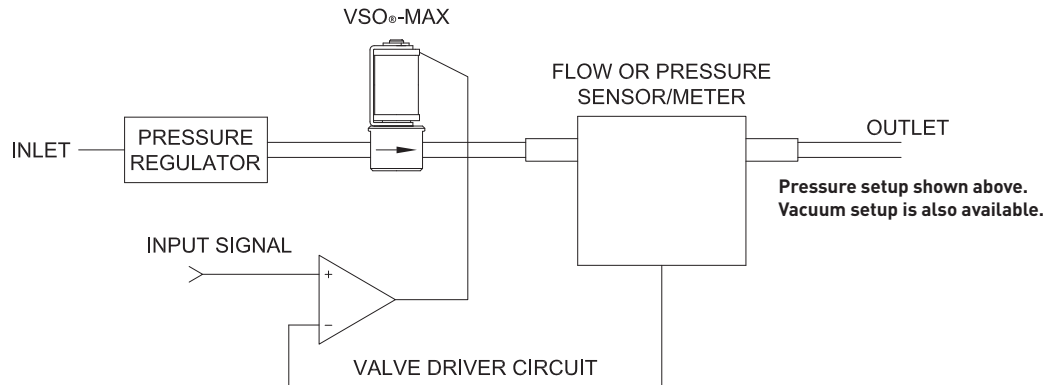 VSO®-MAX
FLOW OR PRESSURE
SENSOR/METER
INLET
PRESSURE
REGULATOR
OUTLET
Pressure setup shown above.
Vacuum setup is also available.
INPUT SIGNAL
+
−
VALVE DRIVER CIRCUIT